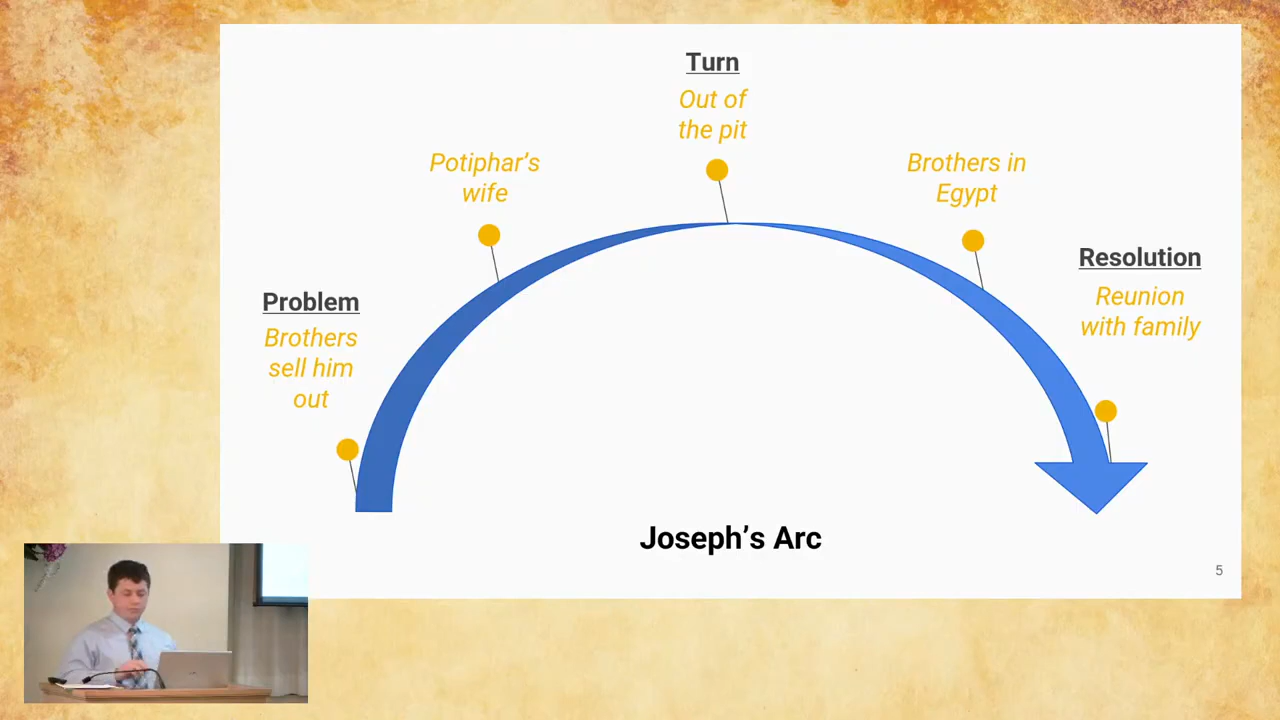 Turn
Out of
the pit
Potiphar's
wife
Brothers in
Egypt
Resolution
Reunion
with family
Problem
Brothers
sell him
out
Joseph's Arc
5